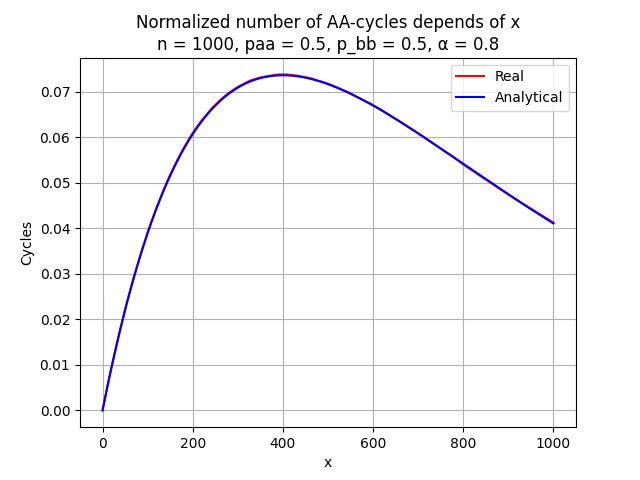 Normalized number of AA-cycles depends of x
n = 1000, paa = 0.5, p_bb = 0.5, α = 0.8
Real
Analytical
Cycles
0.07
0.06
0.05
0.04
0.03
0.02
0.01
0.00
0 200 400 600 800 1000
x